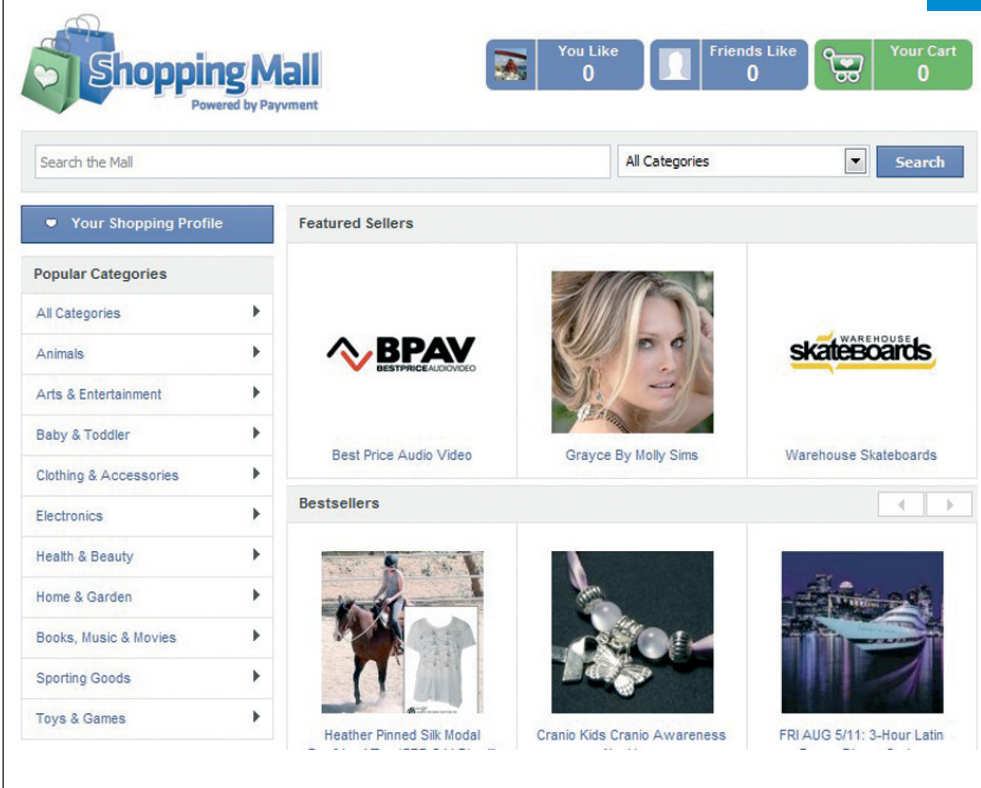 Shopping Mall
Powered by Payvment
You Like
0
Friends Like
0
Your Cart
0
Search the Mall
All Categories
Search
Your Shopping Profile
Popular Categories
All Categories
Animals
Arts & Entertainment
Baby & Toddler
Clothing & Accessories
Electronics
Health & Beauty
Home & Garden
Books, Music & Movies
Sporting Goods
Toys & Games
Featured Sellers
BPAV
BESTPRICEAUDIOVIDEO
Best Price Audio Video
Grayce By Molly Sims
WAREHOUSE
skateboards
Warehouse Skateboards
Bestsellers
Heather Pinned Silk Modal
Cranio Kids Cranio Awareness
FRI AUG 5/11: 3-Hour Latin